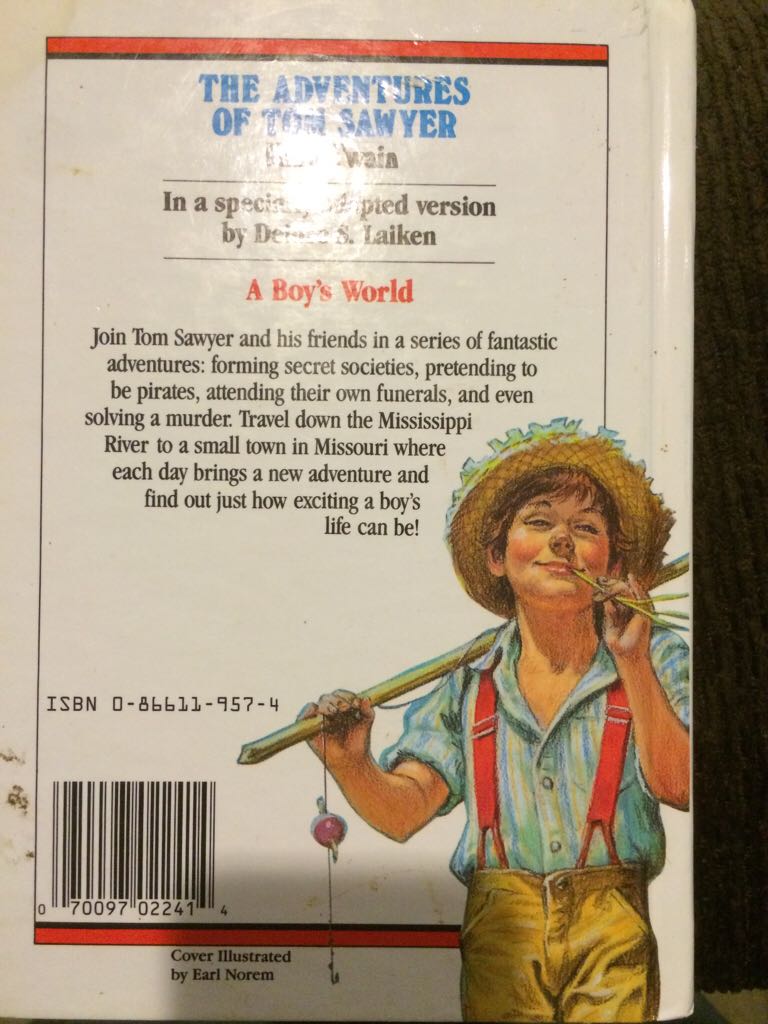 THE ADVENTURES
OF TOM SAWYER
Twain
In a specially adapted version
by Deidre S. Laiken
A Boy's World
Join Tom Sawyer and his friends in a series of fantastic
adventures: forming secret societies, pretending to
be pirates, attending their own funerals, and even
solving a murder. Travel down the Mississippi
River to a small town in Missouri where
each day brings a new adventure and
find out just how exciting a boy's
life can be!
ISBN 0-86611-957-4
0 70097 02241 4
Cover Illustrated
by Earl Norem